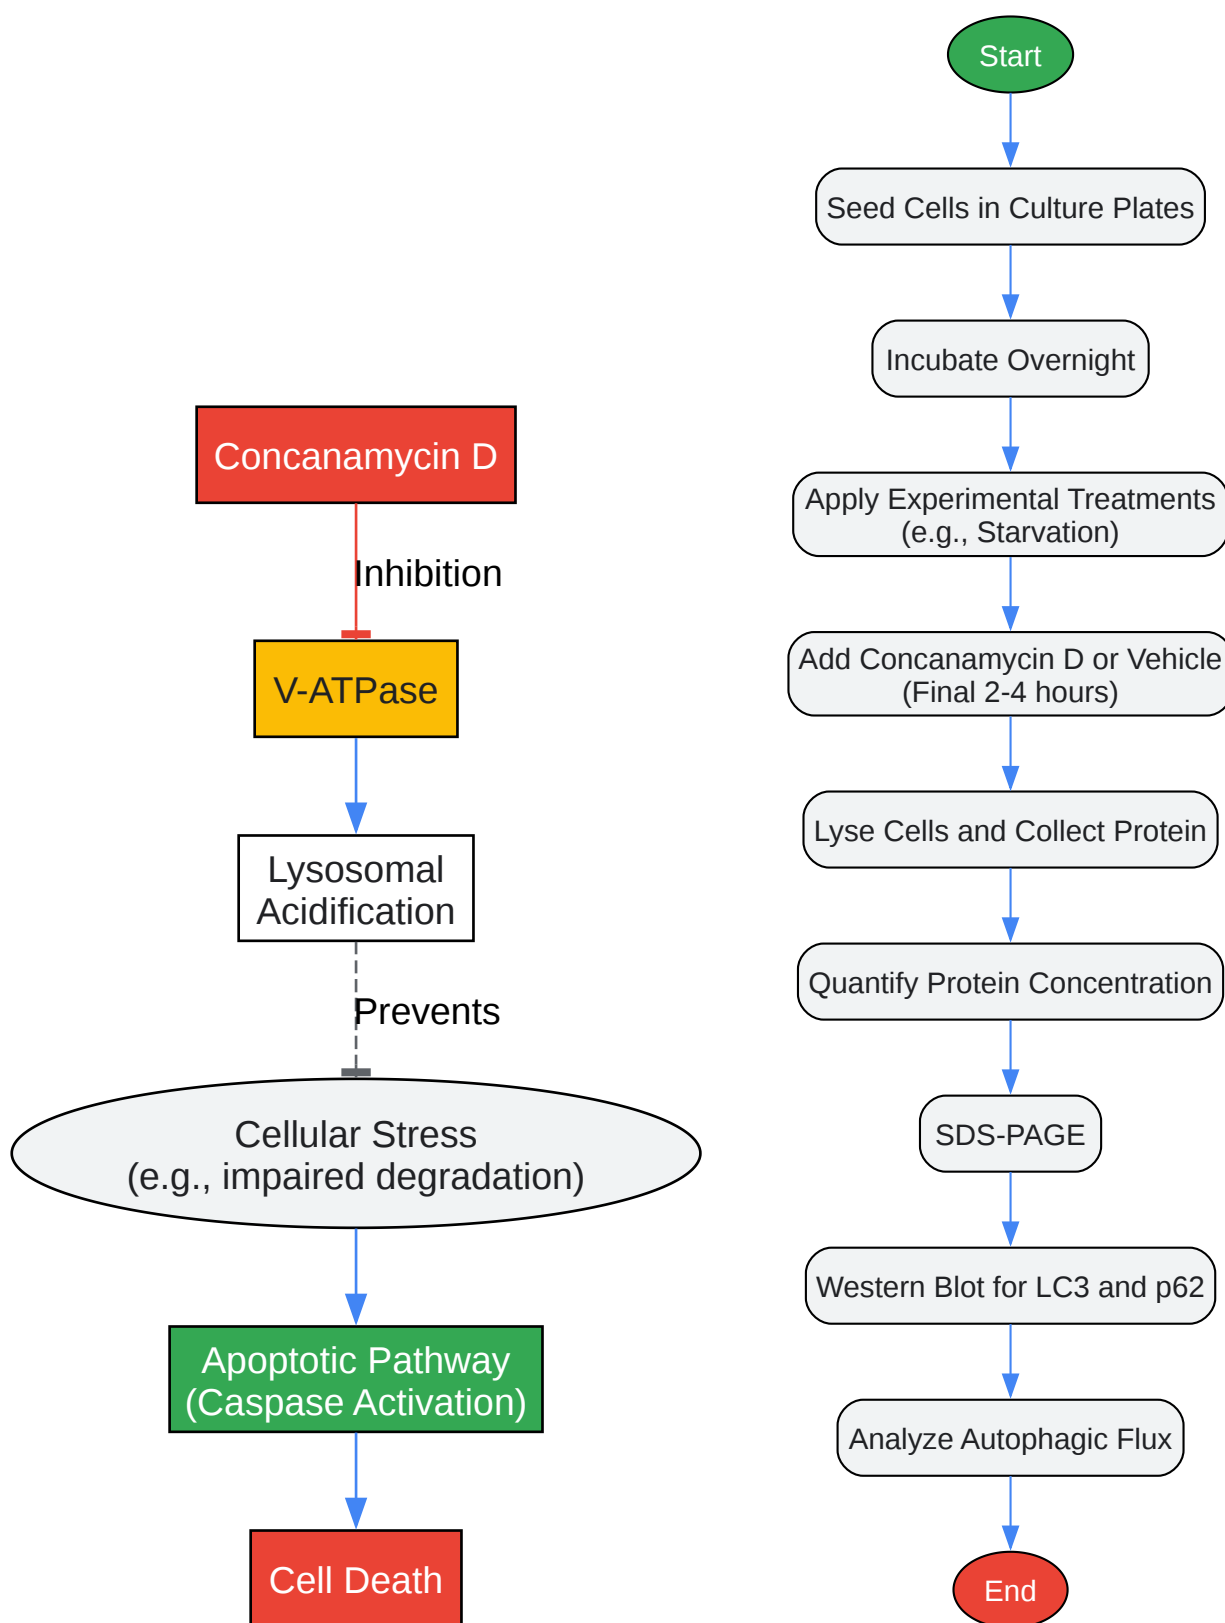 Concanamycin D
Inhibition
V-ATPase
Lysosomal
Acidification
Prevents
Cellular Stress
(e.g., impaired degradation)
Apoptotic Pathway
(Caspase Activation)
Cell Death
Start
Seed Cells in Culture Plates
Incubate Overnight
Apply Experimental Treatments
(e.g., Starvation)
Add Concanamycin D or Vehicle
(Final 2-4 hours)
Lyse Cells and Collect Protein
Quantify Protein Concentration
SDS-PAGE
Western Blot for LC3 and p62
Analyze Autophagic Flux
End